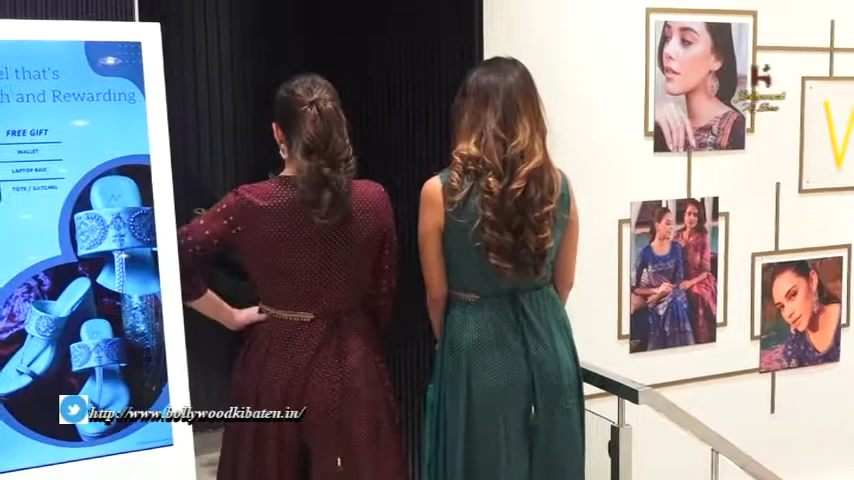 el that's
h and Rewarding
FREE GIFT
WALLET
LAPTOP BAG
TOTE / SATCHEL
http://www.bollywoodkibaten.in/